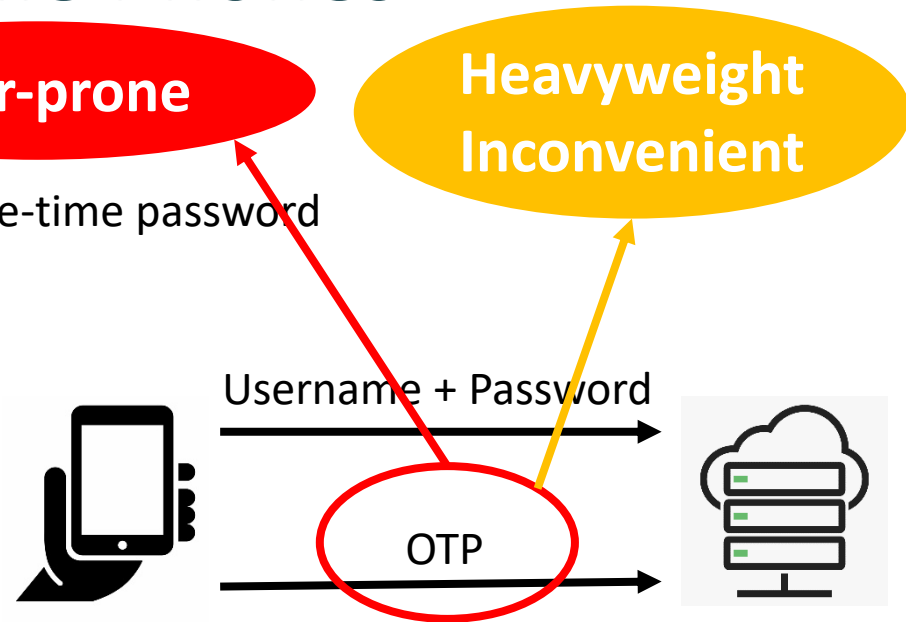 r-prone
Heavyweight
Inconvenient
e-time password
Username + Password
OTP